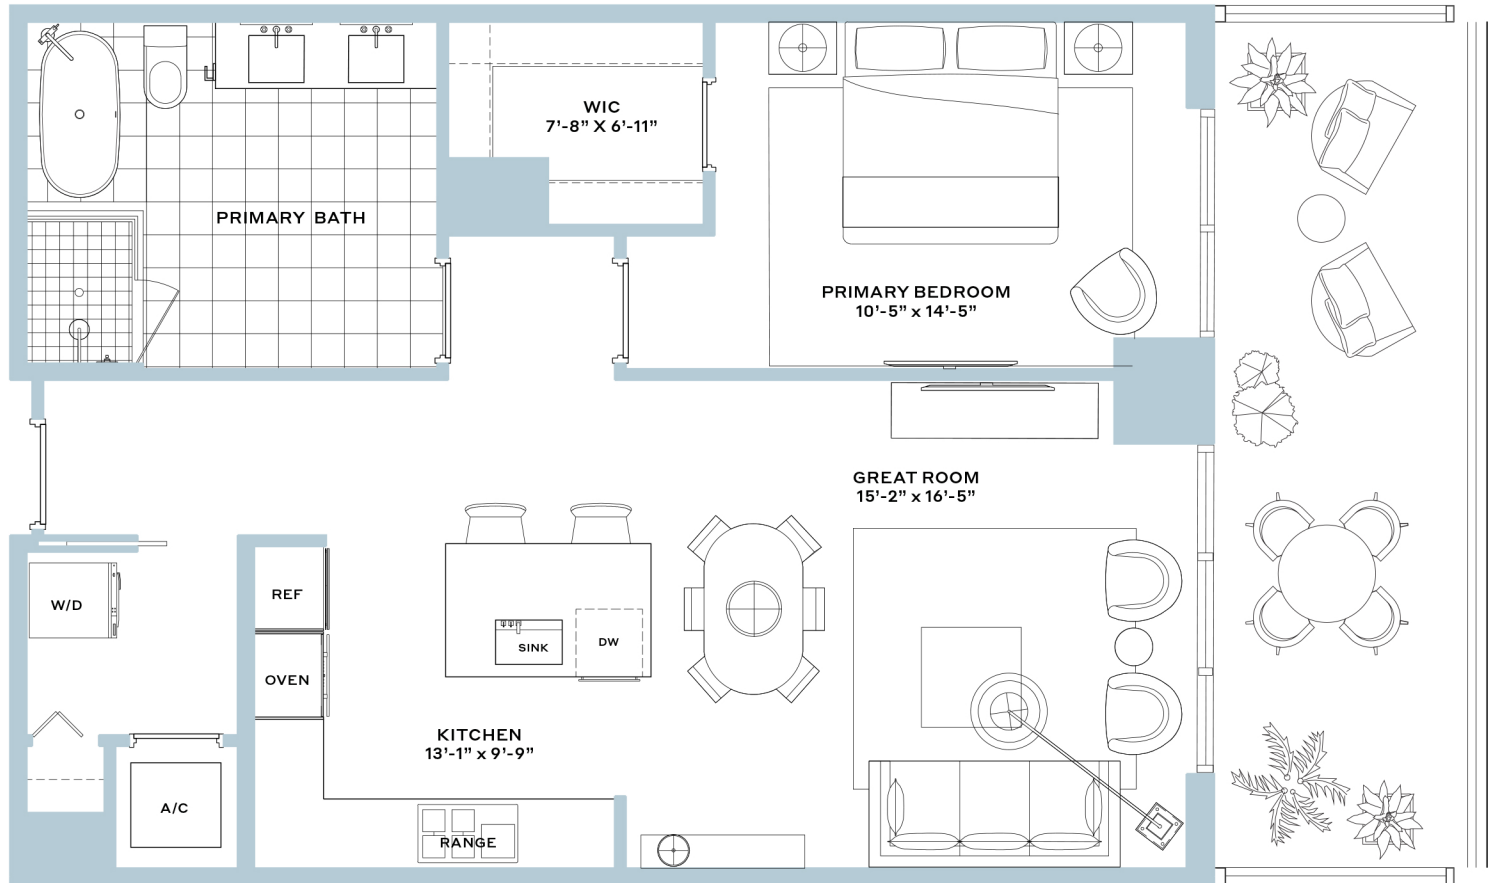 WIC
7'-8” X 6'-11”
PRIMARY BATH
PRIMARY BEDROOM
10'-5” x 14'-5”
GREAT ROOM
15'-2” x 16'-5”
REF
W/D
SINK
DW
OVEN
KITCHEN
13'-1” x 9'-9”
A/C
RANGE